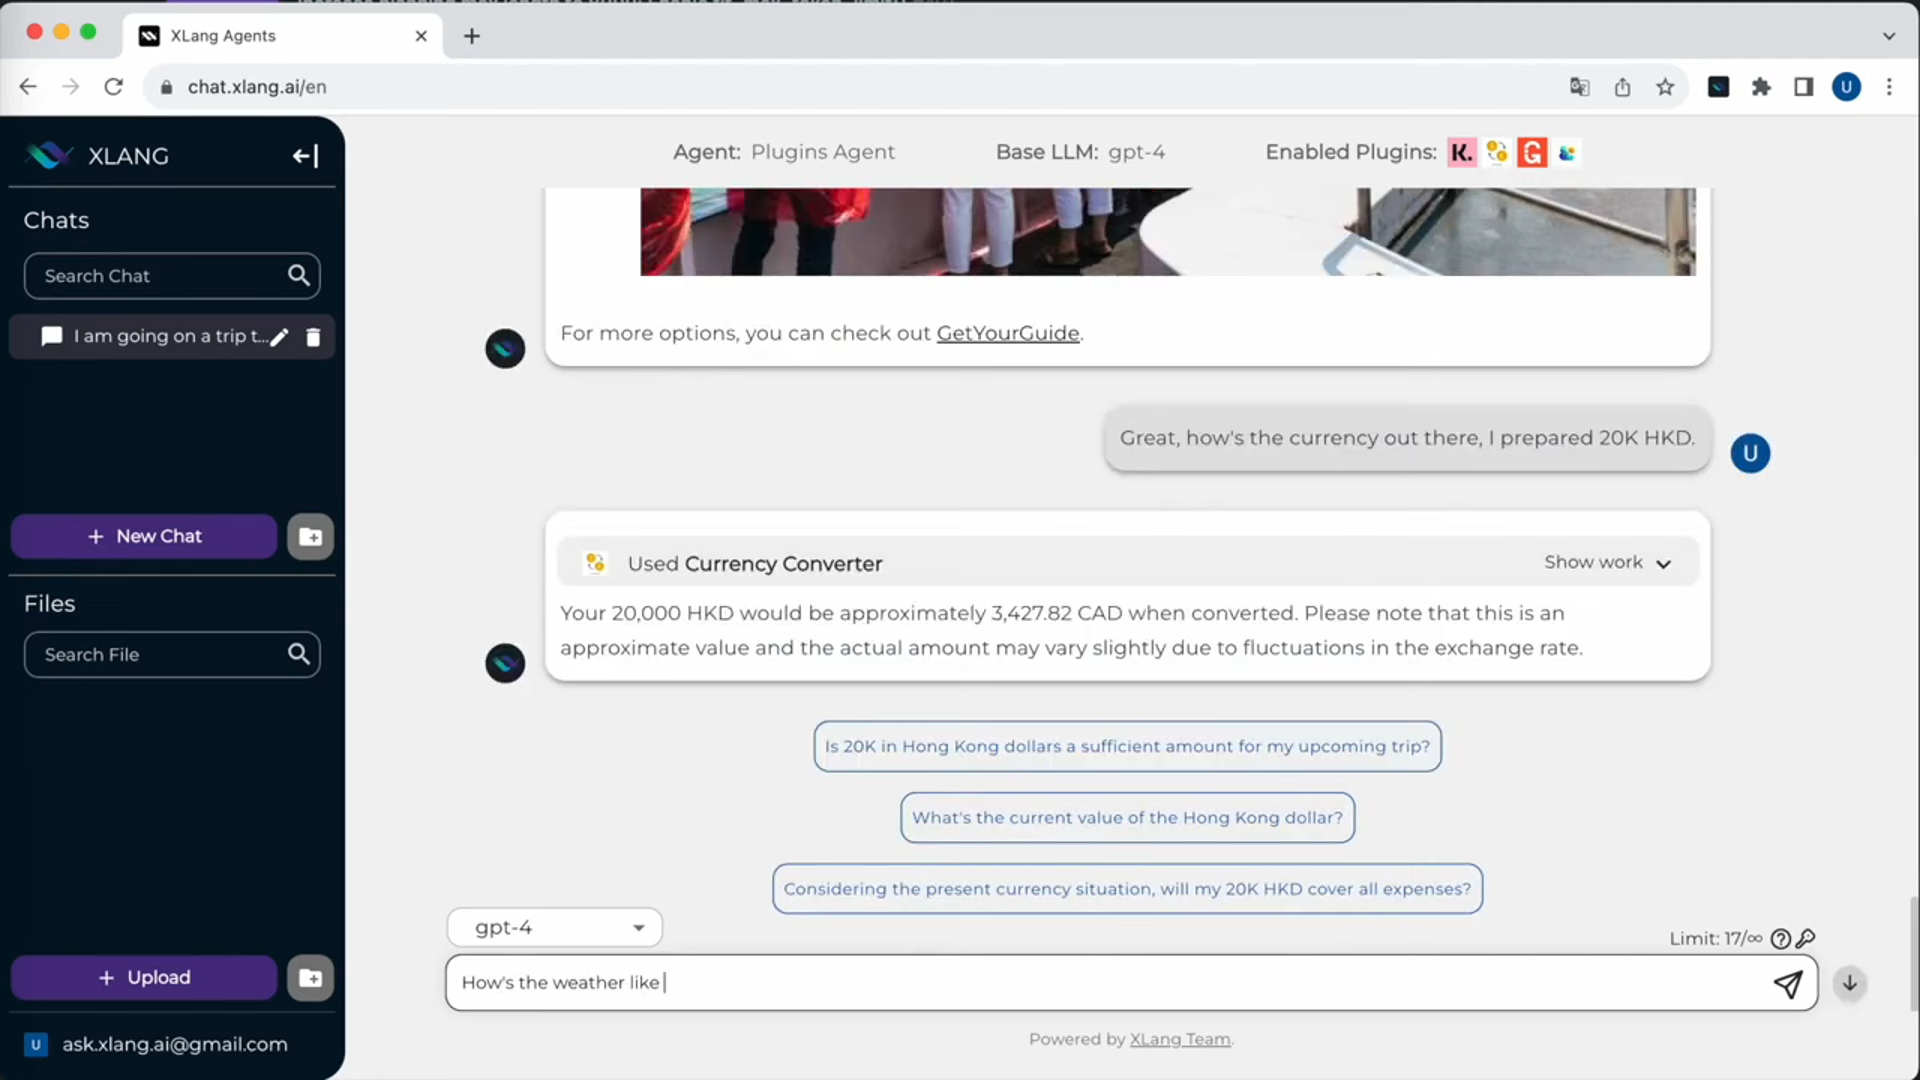 XLang Agents
chat.xlang.ai/en
U
XLANG
Chats
Search Chat
I am going on a trip t...
+ New Chat
Files
Search File
+ Upload
U ask.xlang.ai@gmail.com
Agent: Plugins Agent
Base LLM: gpt-4
Enabled Plugins: K. G
For more options, you can check out GetYourGuide.
Great, how's the currency out there, I prepared 20K HKD.
U
Used Currency Converter
Show work
Your 20,000 HKD would be approximately 3,427.82 CAD when converted. Please note that this is an
approximate value and the actual amount may vary slightly due to fluctuations in the exchange rate.
Is 20K in Hong Kong dollars a sufficient amount for my upcoming trip?
What's the current value of the Hong Kong dollar?
Considering the present currency situation, will my 20K HKD cover all expenses?
gpt-4
Limit: 17/∞
How's the weather like
Powered by XLang Team.